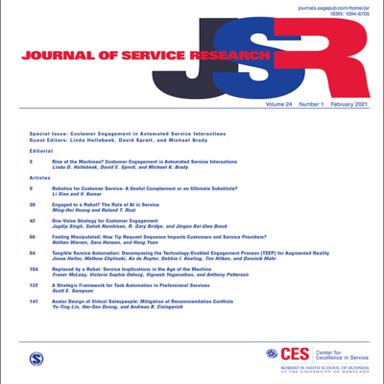 journals.sagepub.com/home/jsr
ISSN: 1094-6705
JSR
JOURNAL OF SERVICE RESEARCH
Volume 24 Number 1 February 2021
Special Issue: Customer Engagement in Automated Service Interactions
Guest Editors: Linda Hollebeek, David Sprott, and Michael Brady
Editorial
3 Rise of the Machines? Customer Engagement in Automated Service Interactions
Linda D. Hollebeek, David E. Sprott, and Michael K. Brady
Articles
9 Robotics for Customer Service: A Useful Complement or an Ultimate Substitute?
Li Xiao and V. Kumar
30 Engaged to a Robot? The Role of AI in Service
Ming-Hui Huang and Roland T. Rust
42 One-Voice Strategy for Customer Engagement
Jagdip Singh, Satish Nambisan, R. Gary Bridge, and Jürgen Kai-Uwe Brock
66 Feeling Manipulated: How Tip Request Sequence Impacts Customers and Service Providers?
Nathan Warren, Sara Hanson, and Hong Yuan
84 Tangible Service Automation: Decomposing the Technology-Enabled Engagement Process (TEEP) for Augmented Reality
Jonas Heller, Mathew Chylinski, Ko de Ruyter, Debbie I. Keeling, Tim Hilken, and Dominik Mahr
104 Replaced by a Robot: Service Implications in the Age of the Machine
Fraser McLeay, Victoria Sophie Osburg, Vignesh Yoganathan, and Anthony Patterson
122 A Strategic Framework for Task Automation in Professional Services
Scott E. Sampson
141 Avatar Design of Virtual Salespeople: Mitigation of Recommendation Conflicts
Yu-Ting Lin, Her-Sen Doong, and Andreas B. Eisingerich
CES Center for
Excellence in Service
ROBERT H. SMITH SCHOOL OF BUSINESS
AT THE UNIVERSITY OF MARYLAND